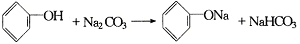 OH + Na₂CO₃ ⟶ ONa + NaHCO₃